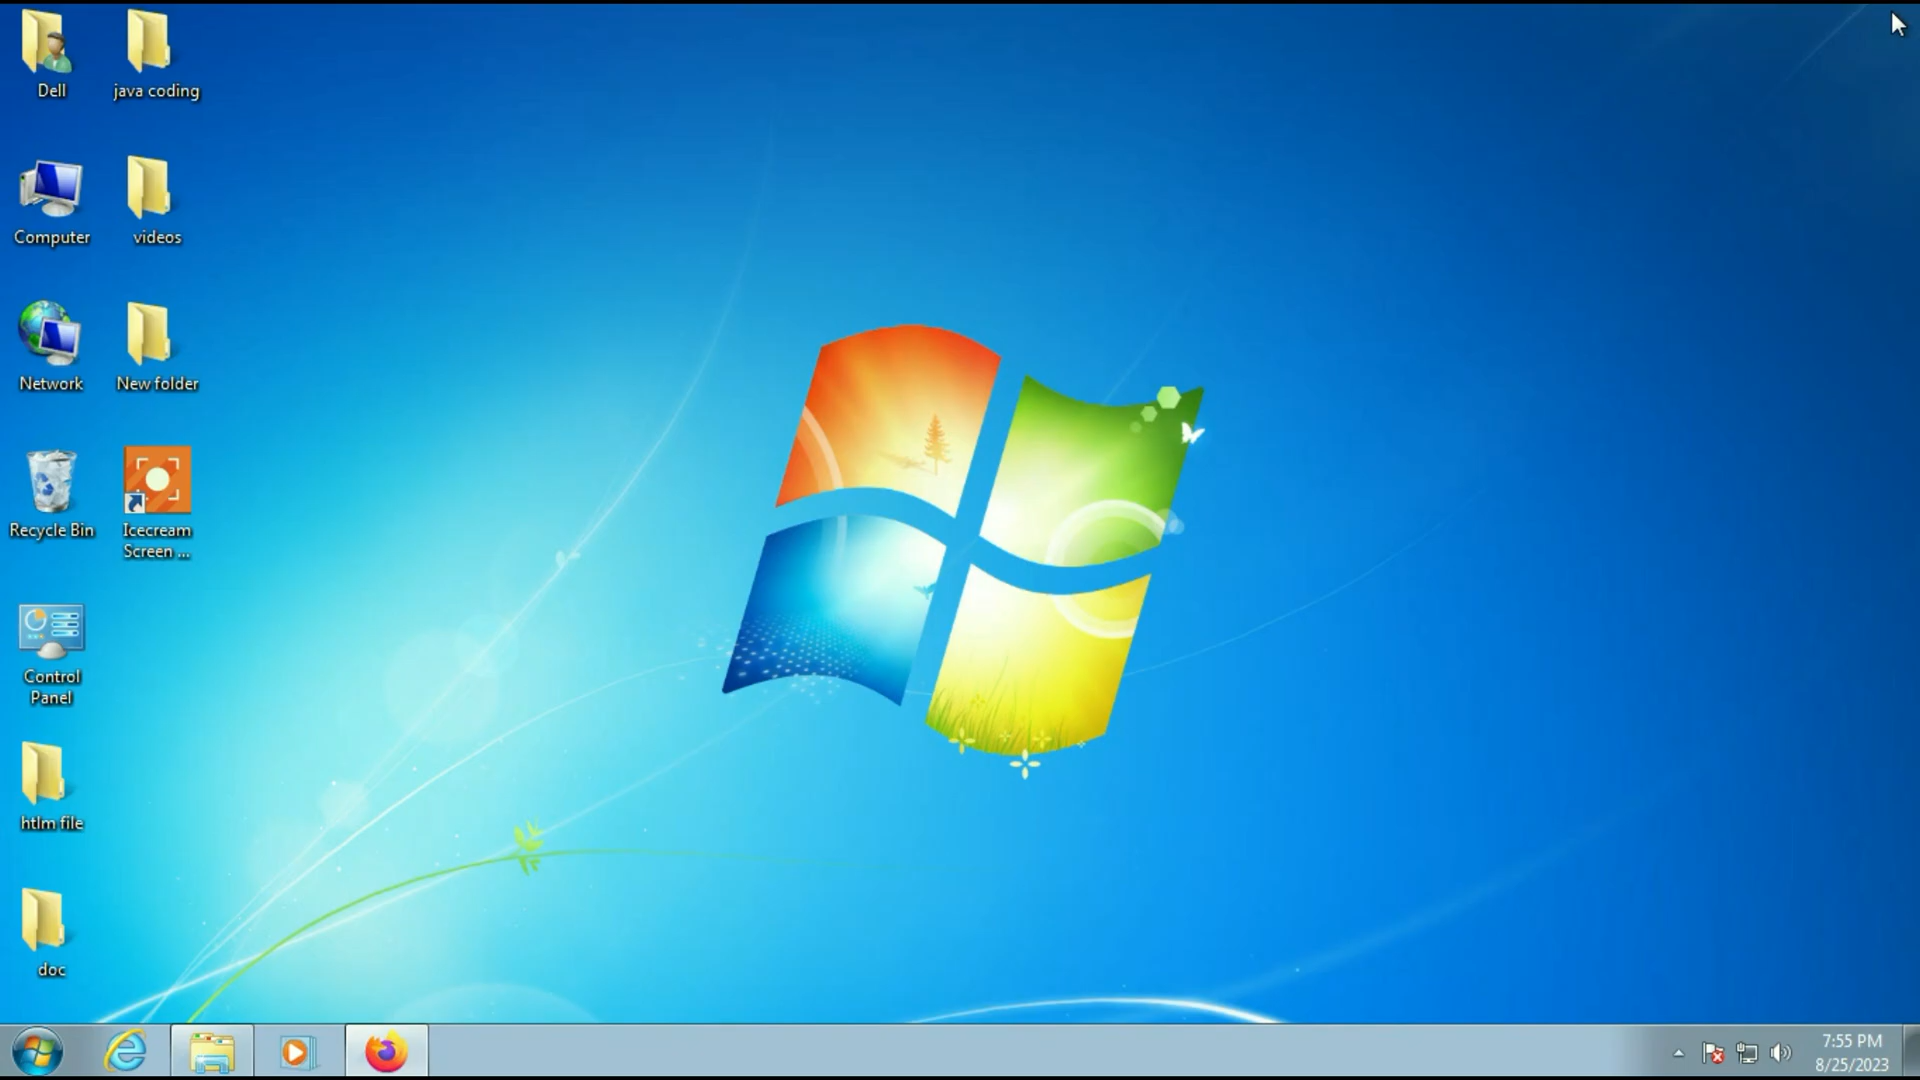 Dell
java coding
Computer
videos
Network
New folder
Recycle Bin
Icecream
Screen ...
Control
Panel
htlm file
doc
7:55 PM
8/25/2023